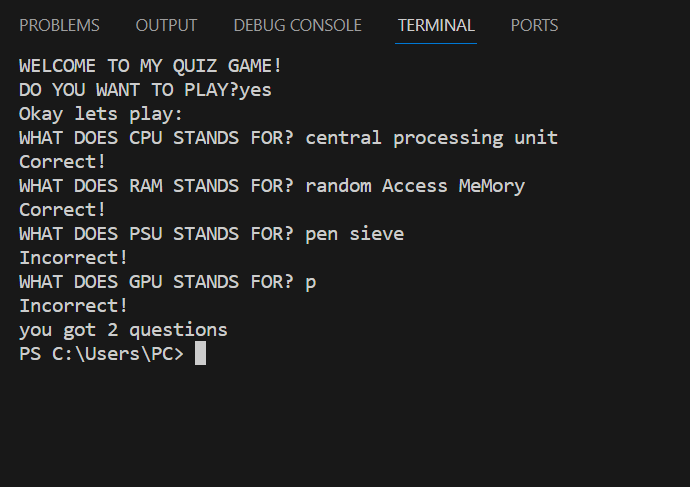 PROBLEMS OUTPUT DEBUG CONSOLE TERMINAL PORTS
WELCOME TO MY QUIZ GAME!
DO YOU WANT TO PLAY?yes
Okay lets play:
WHAT DOES CPU STANDS FOR? central processing unit
Correct!
WHAT DOES RAM STANDS FOR? random Access MeMory
Correct!
WHAT DOES PSU STANDS FOR? pen sieve
Incorrect!
WHAT DOES GPU STANDS FOR? p
Incorrect!
you got 2 questions
PS C:\Users\PC>